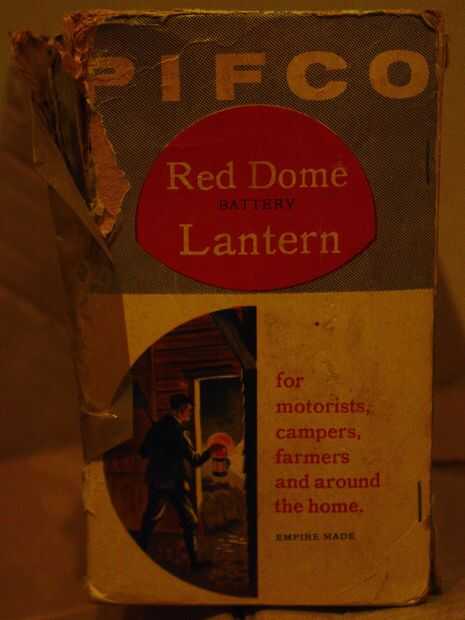 PIFCO
Red Dome
BATTERY
Lantern
for
motorists,
campers,
farmers
and around
the home.
EMPIRE MADE